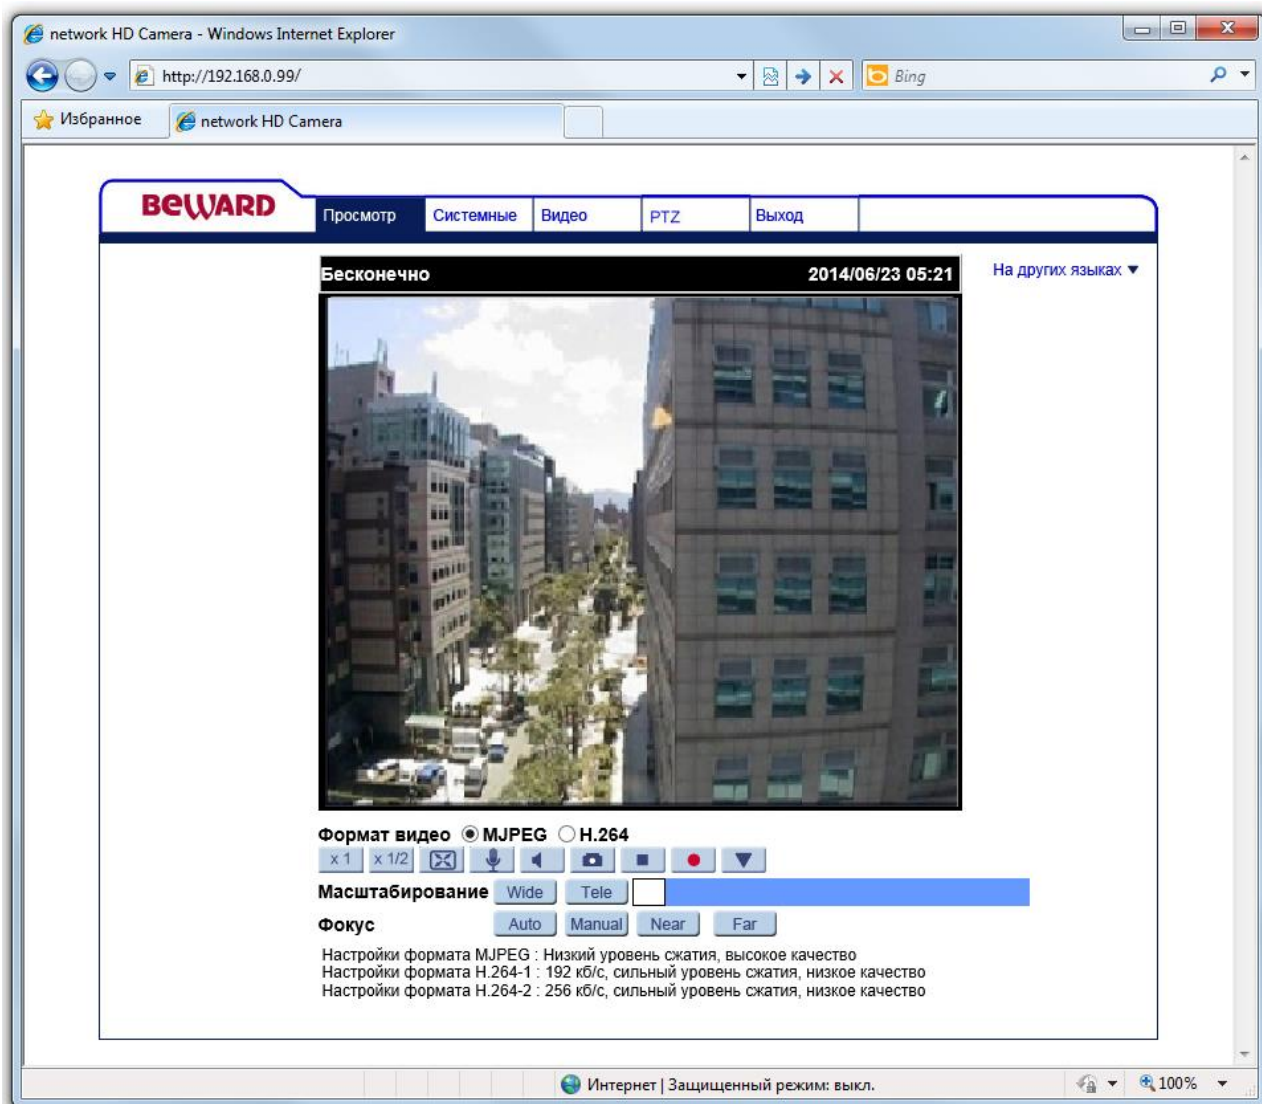 network HD Camera - Windows Internet Explorer
http://192.168.0.99/
Bing
Избранное
network HD Camera
BEWARD
Просмотр Системные Видео PTZ Выход
Бесконечно 2014/06/23 05:21
На других языках ▼
Формат видео MJPEG H.264
x 1 x 1/2
Масштабирование Wide Tele
Фокус Auto Manual Near Far
Настройки формата MJPEG : Низкий уровень сжатия, высокое качество
Настройки формата H.264-1 : 192 кб/с, сильный уровень сжатия, низкое качество
Настройки формата H.264-2 : 256 кб/с, сильный уровень сжатия, низкое качество
Интернет | Защищенный режим: выкл.
100%